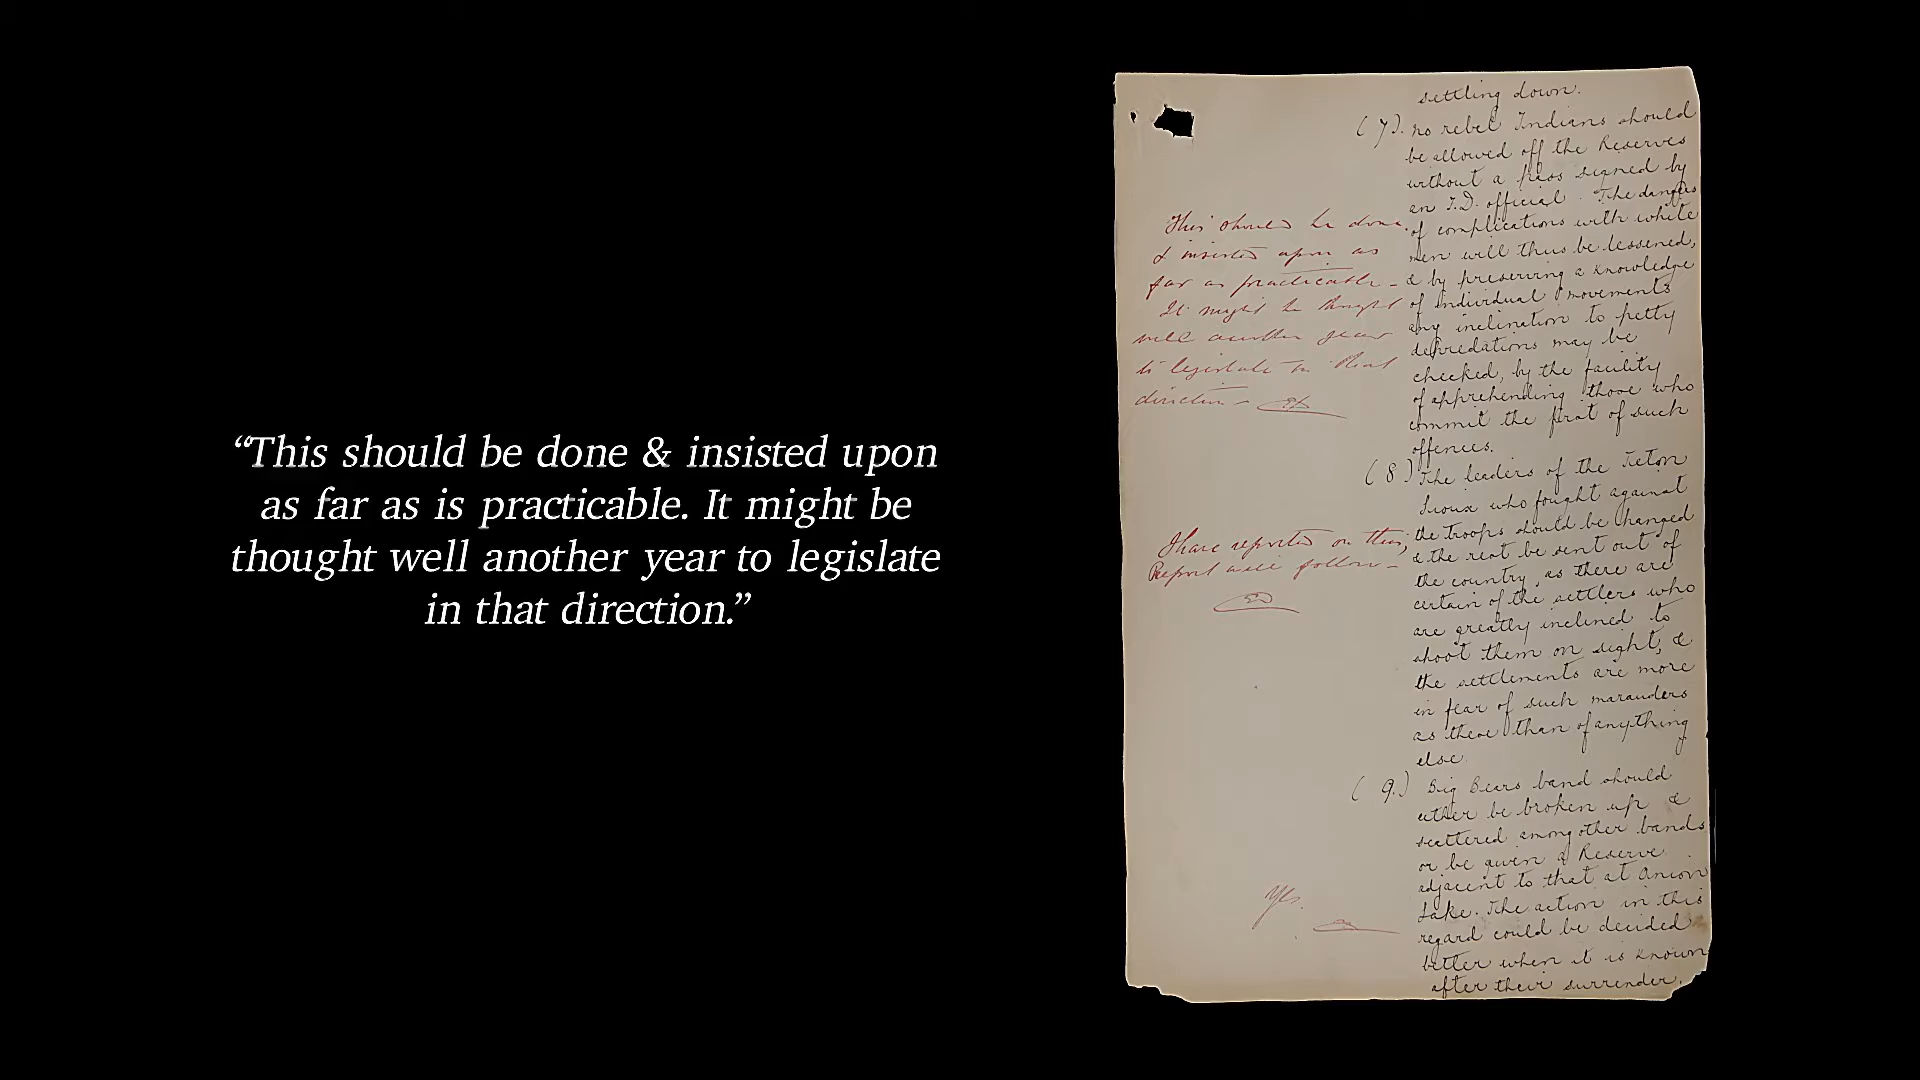 “This should be done & insisted upon
as far as is practicable. It might be
thought well another year to legislate
in that direction.”
settling down.
(7). no rebel Indians should
be allowed off the Reserves
without a pass signed by
an I.D. official. The dangers
of complications with white
men will thus be lessened,
& by preserving a knowledge
of individual movements
any inclination to petty
depredations may be
checked, by the facility
of apprehending those who
commit the first of such
offences.
(8) The leaders of the Teton
Sioux who fought against
the troops should be hanged
& the rest be sent out of
the country, as there are
certain of the settlers who
are greatly inclined to
shoot them on sight, &
the settlements are more
in fear of such marauders
as these than of anything
else.
(9.) Big Bears band should
either be broken up &
scattered among other bands
or be given a Reserve
adjacent to that at Onion
Lake. The action in this
regard could be decided
better when it is known
after their surrender.
This should be done
& insisted upon as
far as practicable -
It might be thought
well another year
to legislate in that
direction -
I have reported on this,
Report will follow -
Yes.